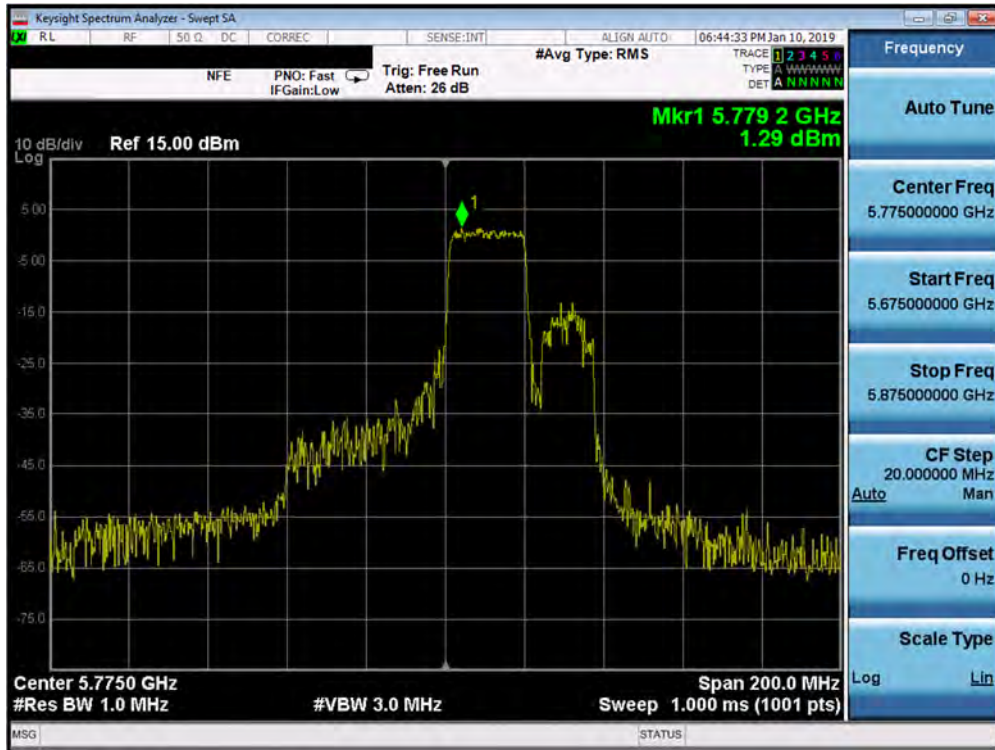 Keysight Spectrum Analyzer - Swept SA
LXI RL RF 50 Ω DC CORREC SENSE:INT ALIGN AUTO 06:44:33 PM Jan 10, 2019
NFE PNO: Fast Trig: Free Run #Avg Type: RMS TRACE 1 2 3 4 5 6
IFGain:Low Atten: 26 dB TYPE A WWWWW
DET A N N N N N
Mkr1 5.779 2 GHz
1.29 dBm
10 dB/div Ref 15.00 dBm
Log
1
5.00
-5.00
-15.0
-25.0
-35.0
-45.0
-55.0
-65.0
-75.0
Center 5.7750 GHz Span 200.0 MHz
#Res BW 1.0 MHz #VBW 3.0 MHz Sweep 1.000 ms (1001 pts)
MSG STATUS
Frequency
Auto Tune
Center Freq
5.775000000 GHz
Start Freq
5.675000000 GHz
Stop Freq
5.875000000 GHz
CF Step
20.000000 MHz
Auto Man
Freq Offset
0 Hz
Scale Type
Log Lin